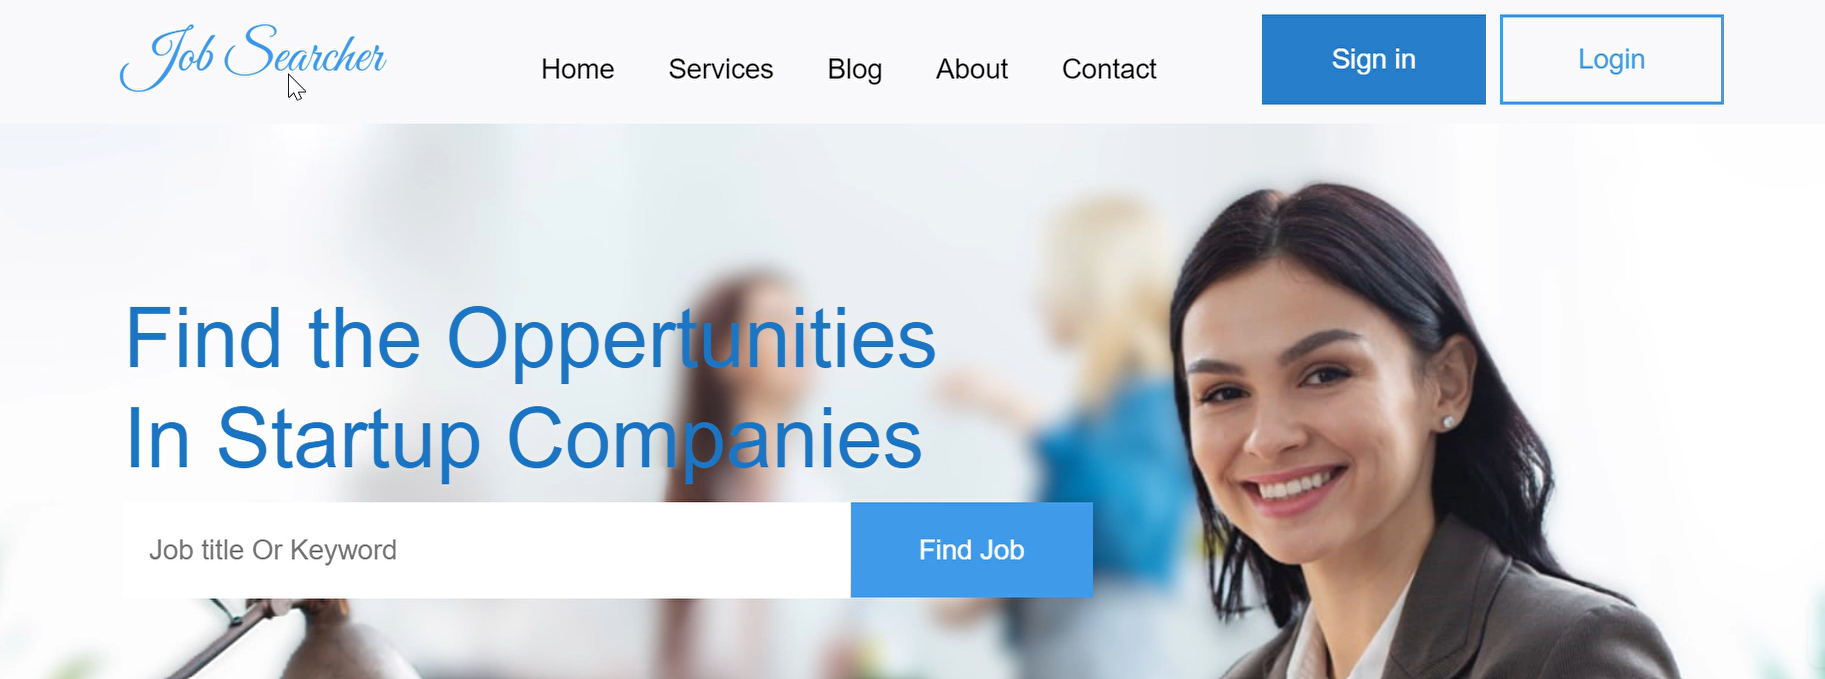 Job Searcher
Home Services Blog About Contact Sign in Login
Find the Oppertunities
In Startup Companies
Job title Or Keyword Find Job